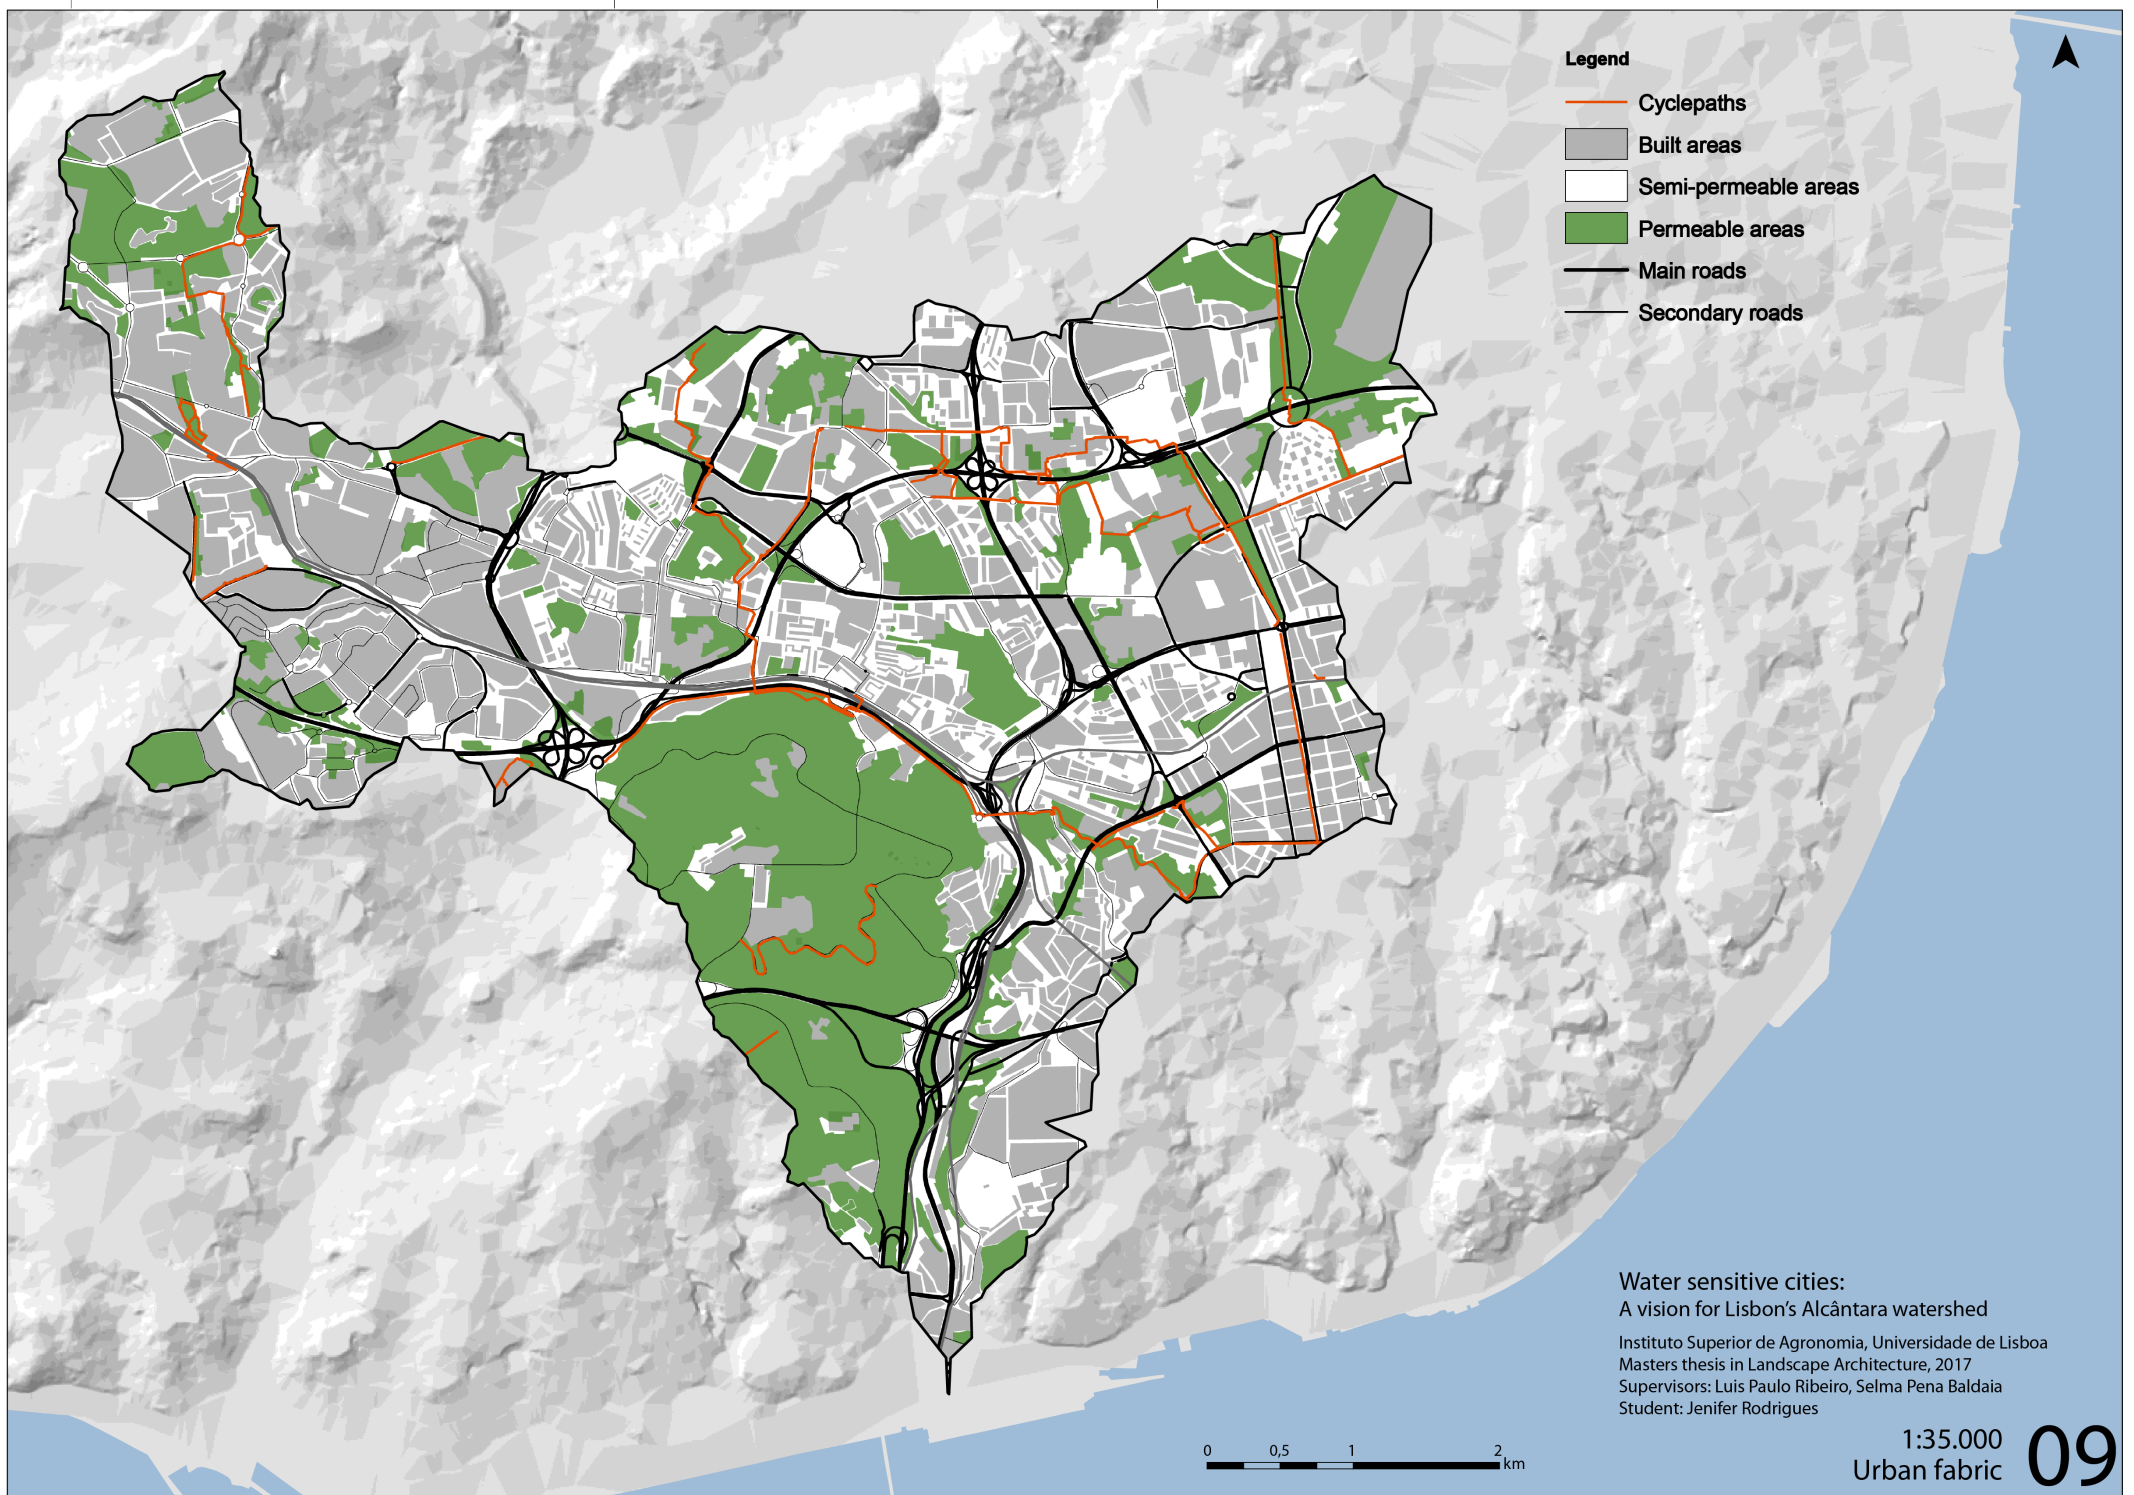 Legend
Cyclepaths
Built areas
Semi-permeable areas
Permeable areas
Main roads
Secondary roads
Water sensitive cities:
A vision for Lisbon's Alcântara watershed
Instituto Superior de Agronomia, Universidade de Lisboa
Masters thesis in Landscape Architecture, 2017
Supervisors: Luis Paulo Ribeiro, Selma Pena Baldaia
Student: Jenifer Rodrigues
0 0,5 1 2
km
1:35.000
Urban fabric
09